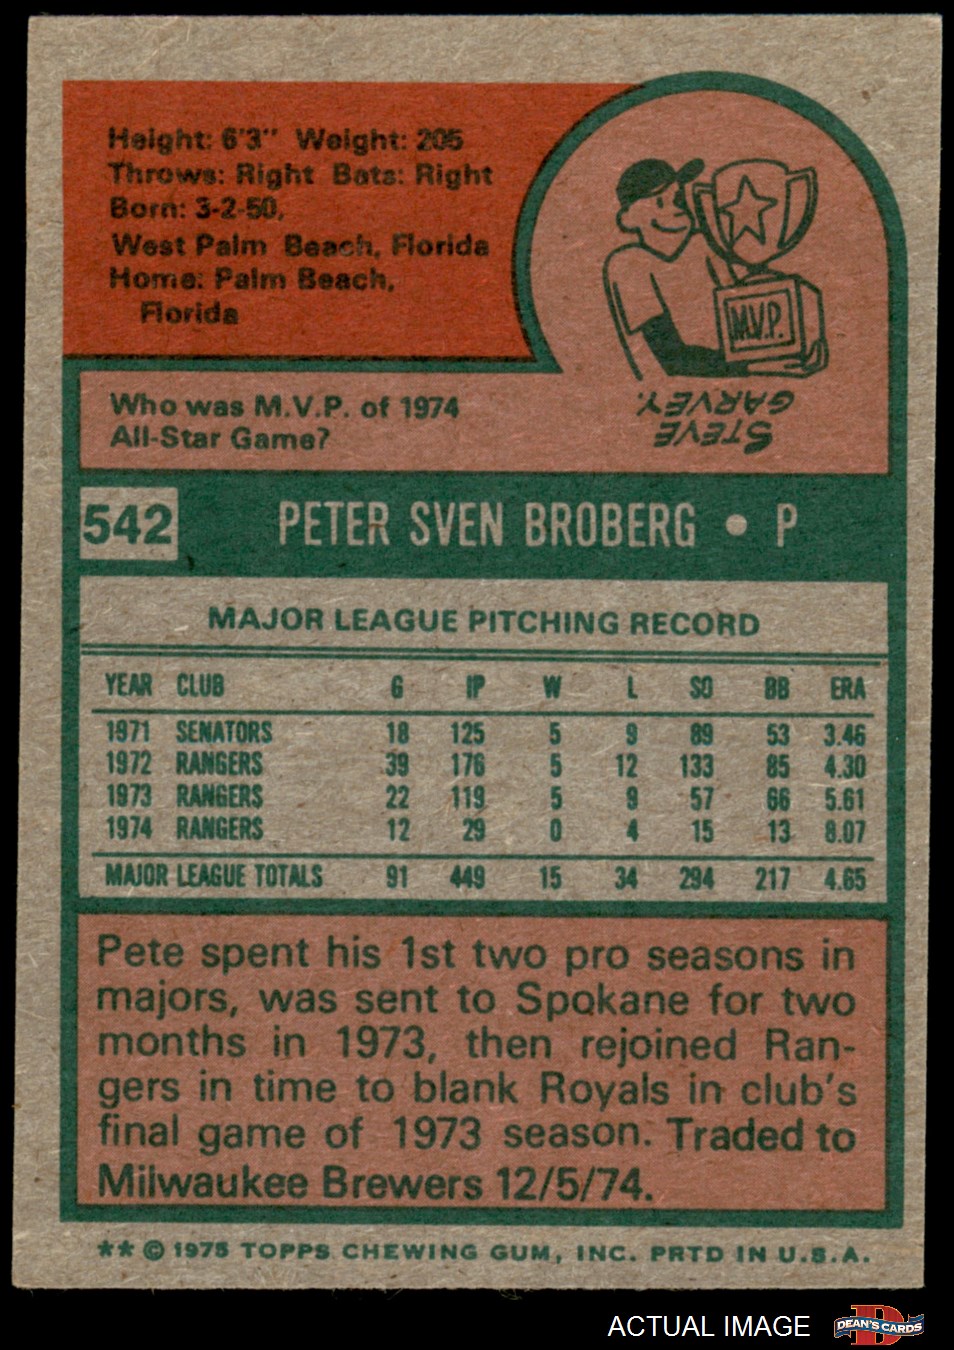 Height: 6'3" Weight: 205
Throws: Right Bats: Right
Born: 3-2-50,
West Palm Beach, Florida
Home: Palm Beach,
Florida
M.V.P.
STEVE
GARVEY.
Who was M.V.P. of 1974
All-Star Game?
542 PETER SVEN BROBERG • P
MAJOR LEAGUE PITCHING RECORD
YEAR CLUB G IP W L SO BB ERA
1971 SENATORS 18 125 5 9 89 53 3.46
1972 RANGERS 39 176 5 12 133 85 4.30
1973 RANGERS 22 119 5 9 57 66 5.61
1974 RANGERS 12 29 0 4 15 13 8.07
MAJOR LEAGUE TOTALS 91 449 15 34 294 217 4.65
Pete spent his 1st two pro seasons in
majors, was sent to Spokane for two
months in 1973, then rejoined Ran-
gers in time to blank Royals in club's
final game of 1973 season. Traded to
Milwaukee Brewers 12/5/74.
** © 1975 TOPPS CHEWING GUM, INC. PRTD IN U.S.A.
ACTUAL IMAGE
D
DEAN'S CARDS